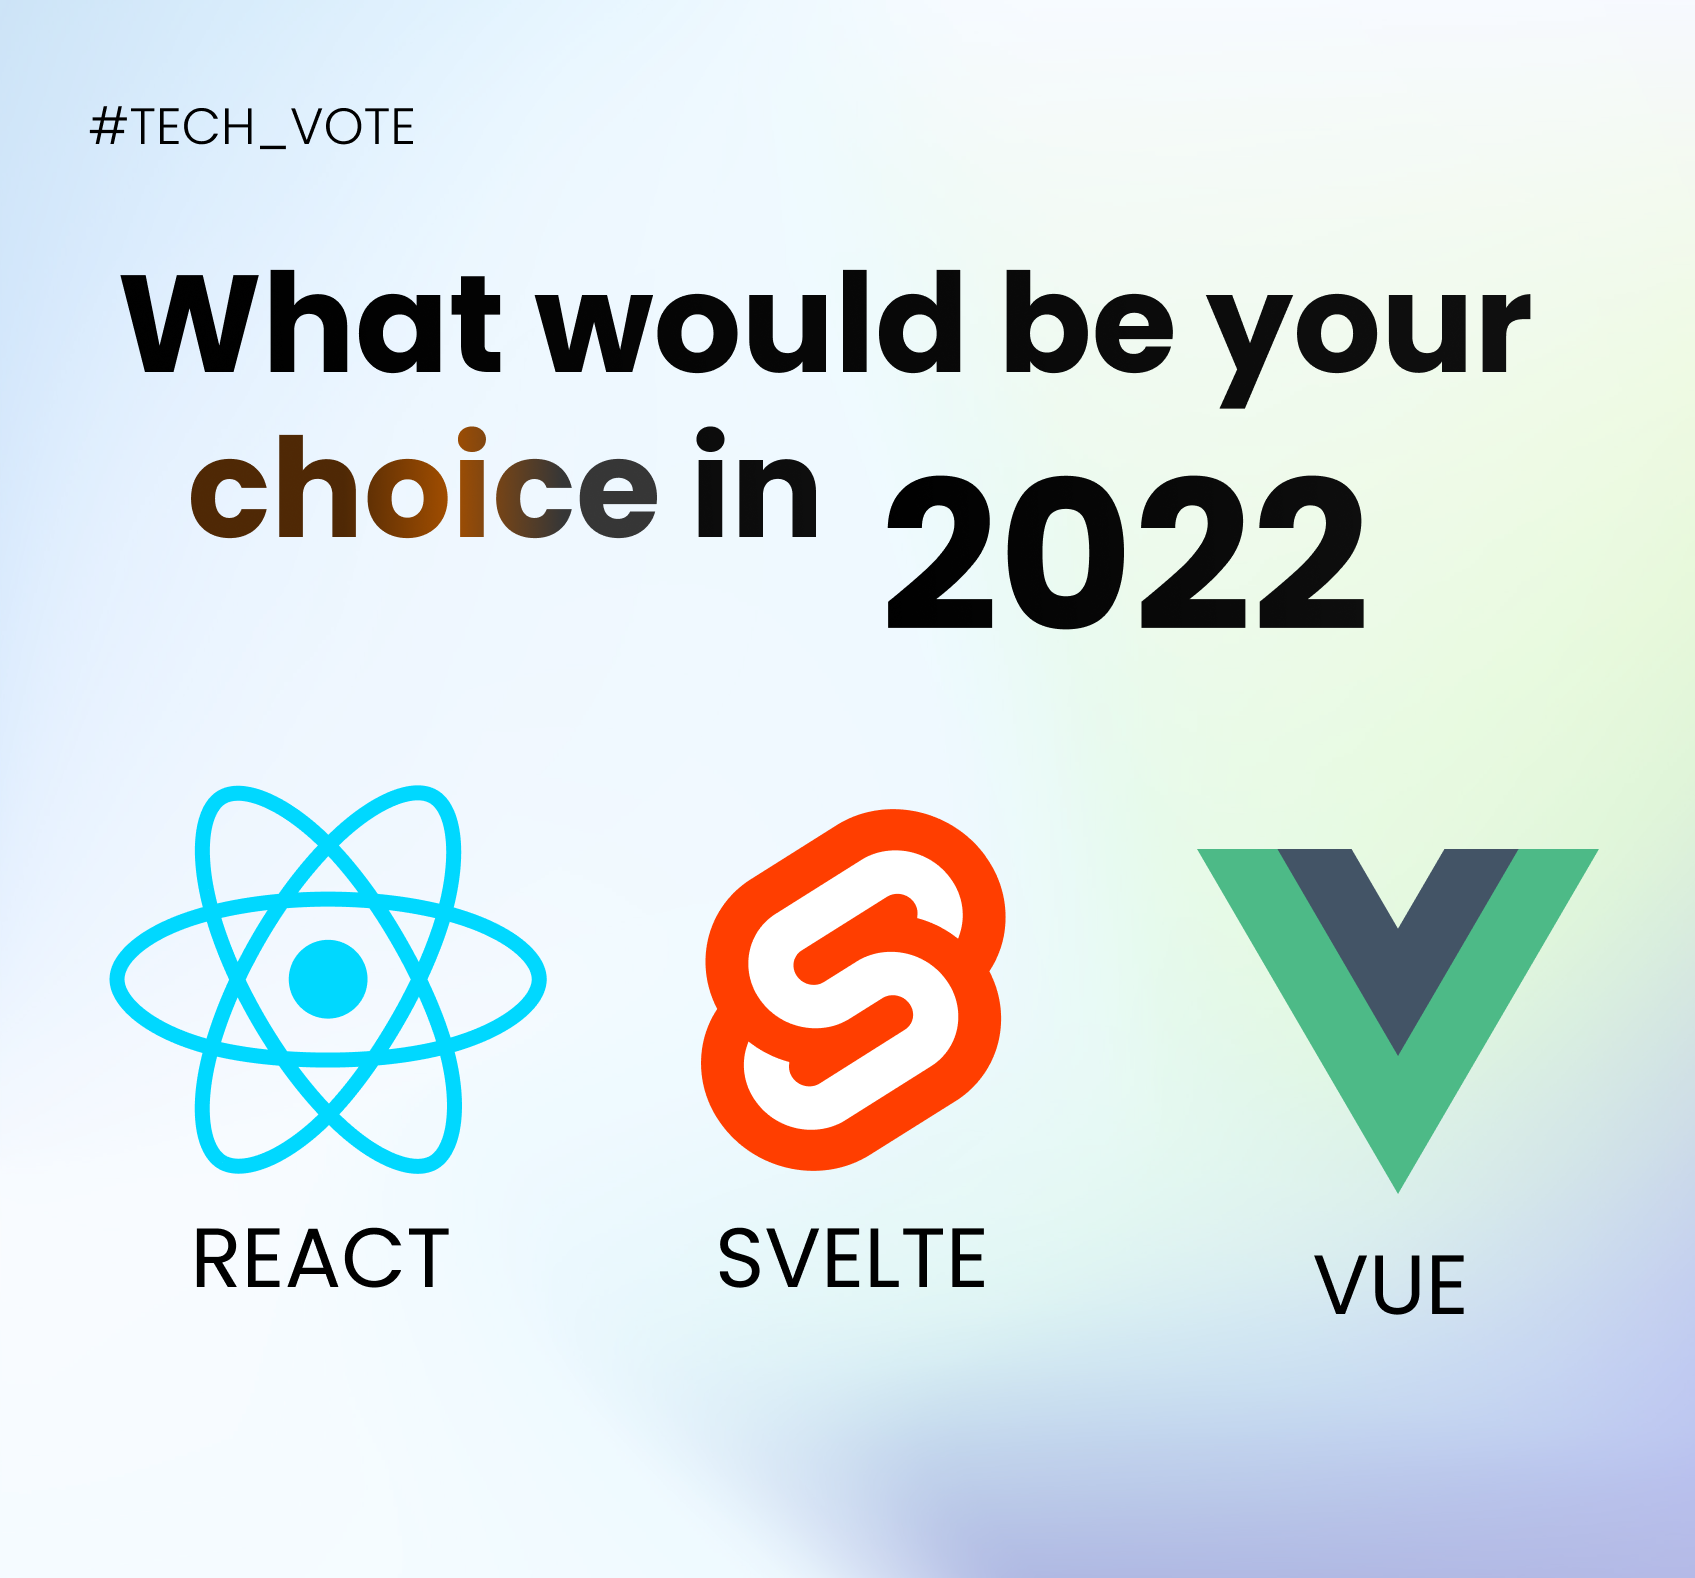 #TECH_VOTE
What would be your
choice in 2022
REACT
SVELTE
VUE